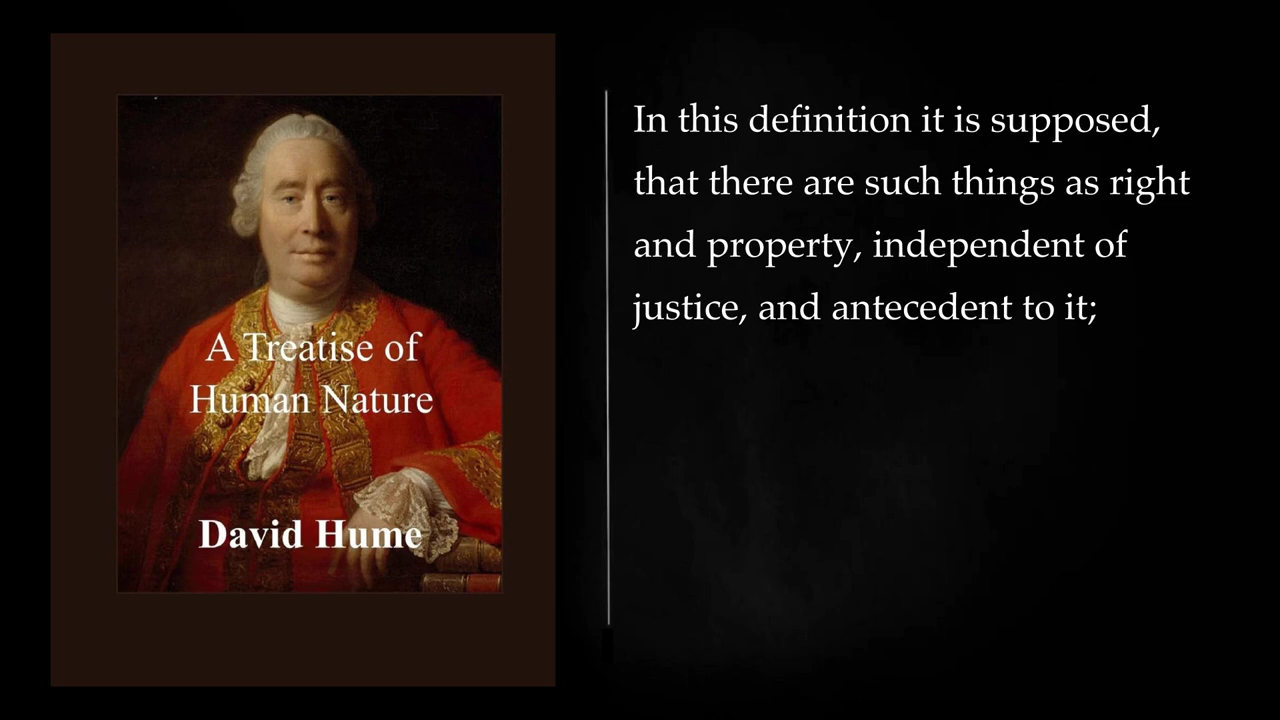 A Treatise of
Human Nature
David Hume
In this definition it is supposed,
that there are such things as right
and property, independent of
justice, and antecedent to it;